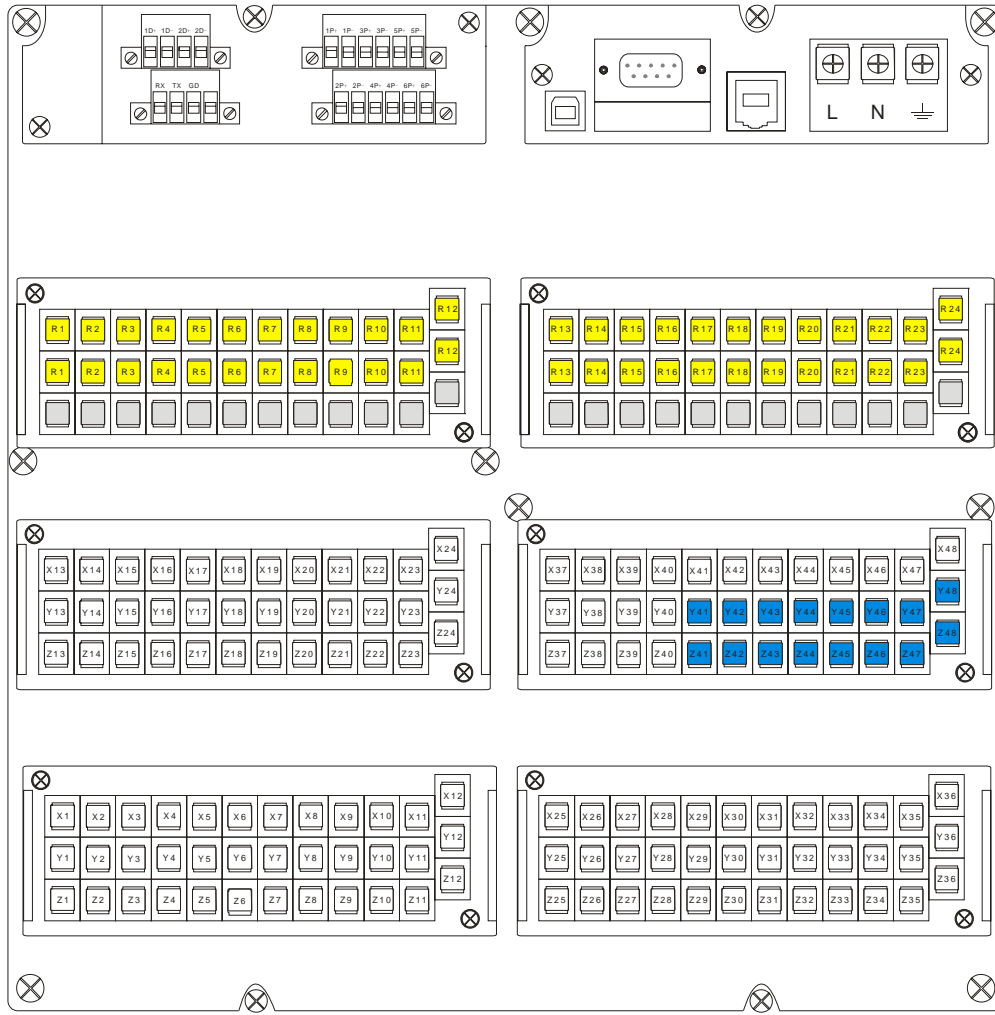 1D+ 1D- 2D+ 2D-
RX TX GD
1P+ 1P- 3P+ 3P- 5P+ 5P-
2P+ 2P- 4P+ 4P- 6P+ 6P-
L N
R12
R1 R2 R3 R4 R5 R6 R7 R8 R9 R10 R11
R12
R1 R2 R3 R4 R5 R6 R7 R8 R9 R10 R11
R24
R13 R14 R15 R16 R17 R18 R19 R20 R21 R22 R23
R24
R13 R14 R15 R16 R17 R18 R19 R20 R21 R22 R23
X24
X13 X14 X15 X16 X17 X18 X19 X20 X21 X22 X23
Y24
Y13 Y14 Y15 Y16 Y17 Y18 Y19 Y20 Y21 Y22 Y23
Z24
Z13 Z14 Z15 Z16 Z17 Z18 Z19 Z20 Z21 Z22 Z23
X48
X37 X38 X39 X40 X41 X42 X43 X44 X45 X46 X47
Y48
Y37 Y38 Y39 Y40 Y41 Y42 Y43 Y44 Y45 Y46 Y47
Z48
Z37 Z38 Z39 Z40 Z41 Z42 Z43 Z44 Z45 Z46 Z47
X12
X1 X2 X3 X4 X5 X6 X7 X8 X9 X10 X11
Y12
Y1 Y2 Y3 Y4 Y5 Y6 Y7 Y8 Y9 Y10 Y11
Z12
Z1 Z2 Z3 Z4 Z5 Z6 Z7 Z8 Z9 Z10 Z11
X36
X25 X26 X27 X28 X29 X30 X31 X32 X33 X34 X35
Y36
Y25 Y26 Y27 Y28 Y29 Y30 Y31 Y32 Y33 Y34 Y35
Z36
Z25 Z26 Z27 Z28 Z29 Z30 Z31 Z32 Z33 Z34 Z35